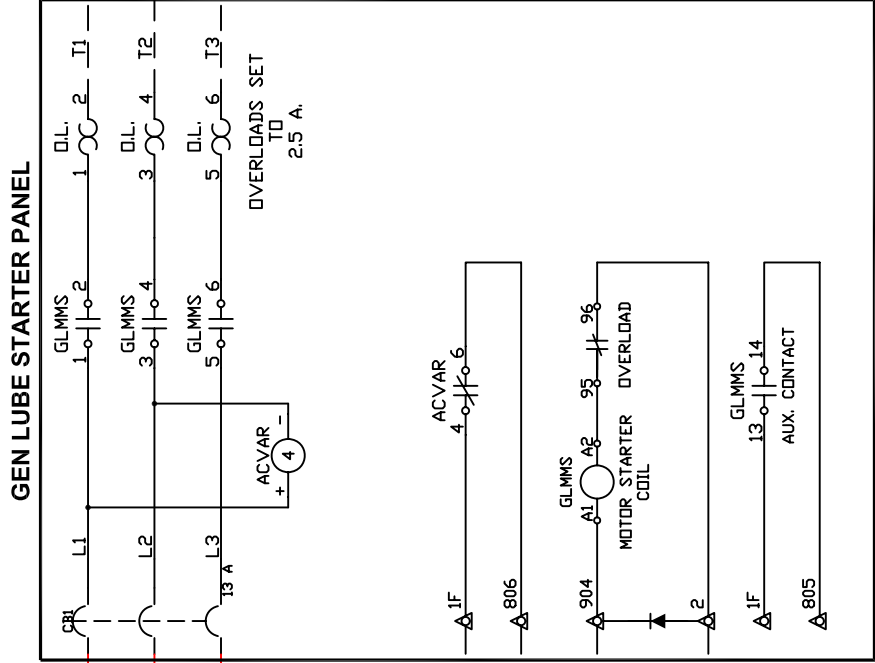 GEN LUBE STARTER PANEL
CB1
L1
L2
L3
13 A
ACVAR
+
4
-
GLMMS
1
2
GLMMS
3
4
GLMMS
5
6
O.L.
1
2
T1
O.L.
3
4
T2
O.L.
5
6
T3
OVERLOADS SET
TO
2.5 A.
1F
806
ACVAR
4
6
904
2
GLMMS
A1
A2
MOTOR STARTER
COIL
95
96
OVERLOAD
1F
805
GLMMS
13
14
AUX. CONTACT